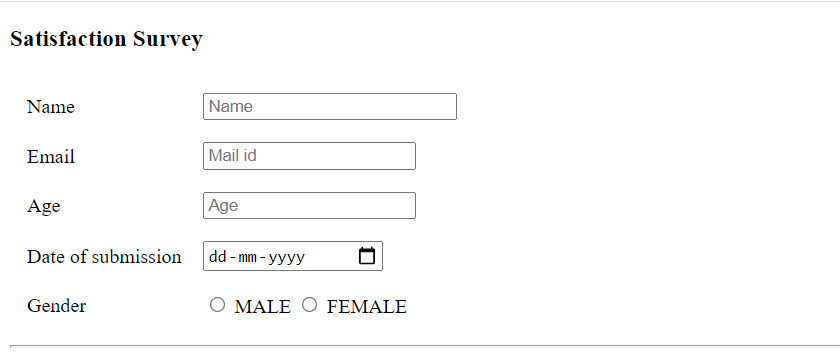 Satisfaction Survey
Name Name
Email Mail id
Age Age
Date of submission dd-mm-yyyy
Gender MALE FEMALE